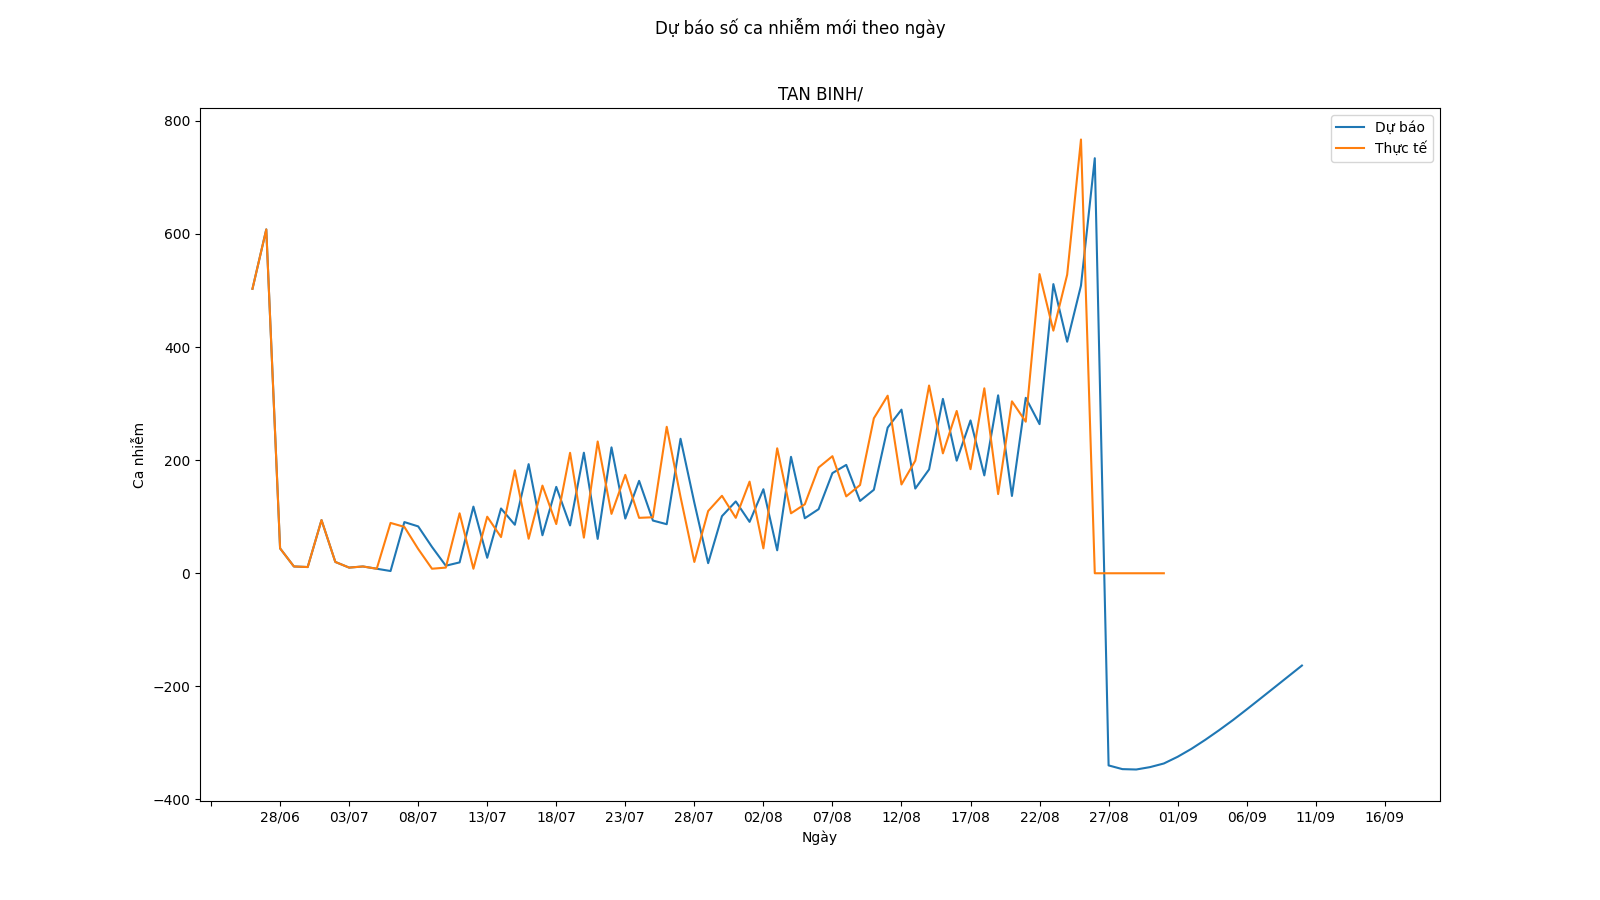 Dự báo số ca nhiễm mới theo ngày
TAN BINH/
Dự báo
Thực tế
800
600
400
200
0
−200
−400
Ca nhiễm
28/06 03/07 08/07 13/07 18/07 23/07 28/07 02/08 07/08 12/08 17/08 22/08 27/08 01/09 06/09 11/09 16/09
Ngày